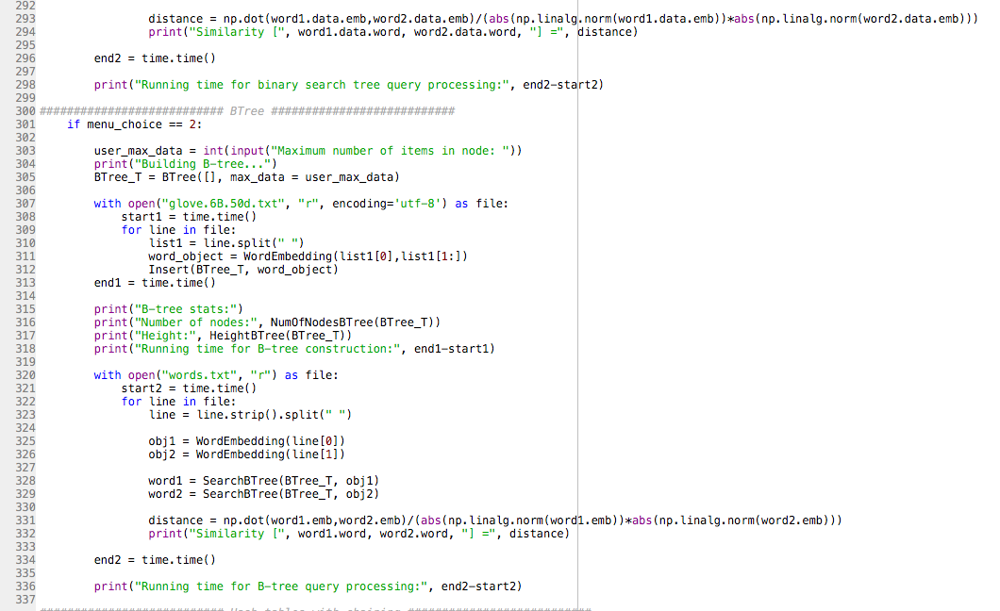 292
293 distance = np.dot(word1.data.emb,word2.data.emb)/(abs(np.linalg.norm(word1.data.emb))*abs(np.linalg.norm(word2.data.emb)))
294 print("Similarity [", word1.data.word, word2.data.word, "] =", distance)
295
296 end2 = time.time()
297
298 print("Running time for binary search tree query processing:", end2-start2)
299
300 ########################### BTree ###########################
301 if menu_choice == 2:
302
303 user_max_data = int(input("Maximum number of items in node: "))
304 print("Building B-tree...")
305 BTree_T = BTree([], max_data = user_max_data)
306
307 with open("glove.6B.50d.txt", "r", encoding='utf-8') as file:
308 start1 = time.time()
309 for line in file:
310 list1 = line.split(" ")
311 word_object = WordEmbedding(list1[0],list1[1:])
312 Insert(BTree_T, word_object)
313 end1 = time.time()
314
315 print("B-tree stats:")
316 print("Number of nodes:", NumOfNodesBTree(BTree_T))
317 print("Height:", HeightBTree(BTree_T))
318 print("Running time for B-tree construction:", end1-start1)
319
320 with open("words.txt", "r") as file:
321 start2 = time.time()
322 for line in file:
323 line = line.strip().split(" ")
324
325 obj1 = WordEmbedding(line[0])
326 obj2 = WordEmbedding(line[1])
327
328 word1 = SearchBTree(BTree_T, obj1)
329 word2 = SearchBTree(BTree_T, obj2)
330
331 distance = np.dot(word1.emb,word2.emb)/(abs(np.linalg.norm(word1.emb))*abs(np.linalg.norm(word2.emb)))
332 print("Similarity [", word1.word, word2.word, "] =", distance)
333
334 end2 = time.time()
335
336 print("Running time for B-tree query processing:", end2-start2)
337
########################### Hash tables with chaining ###########################